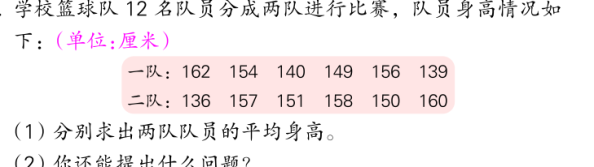 学校篮球队 12 名队员分成两队进行比赛，队员身高情况如
下：(单位:厘米)
一队：162 154 140 149 156 139
二队：136 157 151 158 150 160
(1) 分别求出两队队员的平均身高。
(2) 你还能提出什么问题?